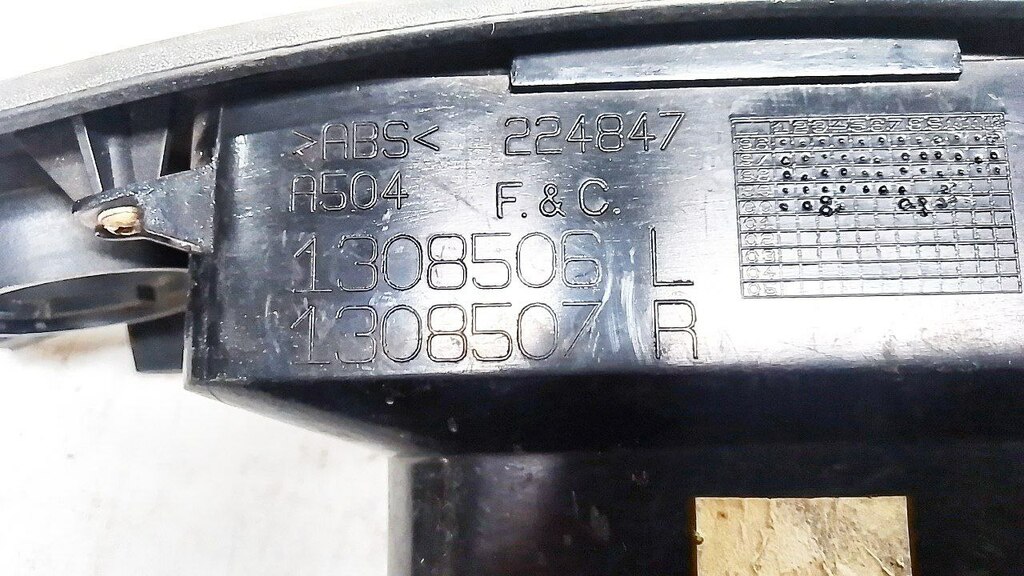 >ABS< 224847
A504 F. & C.
1308506 L
1308507 R